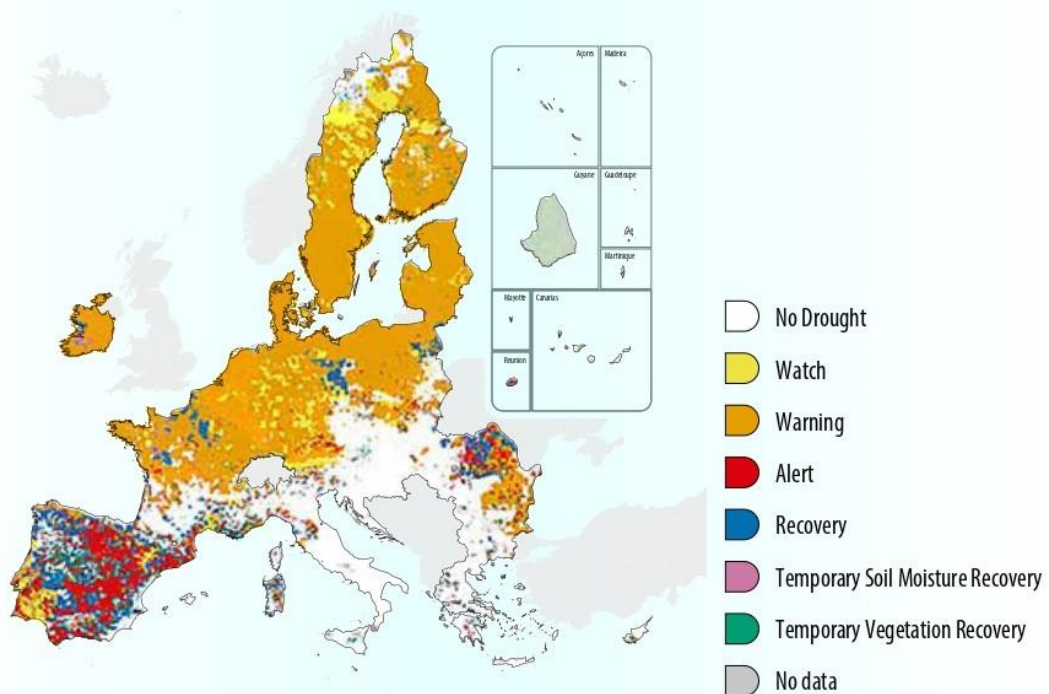 Açores
Madeira
Guyane
Guadeloupe
Martinique
Mayotte
Canarias
Reunion
No Drought
Watch
Warning
Alert
Recovery
Temporary Soil Moisture Recovery
Temporary Vegetation Recovery
No data